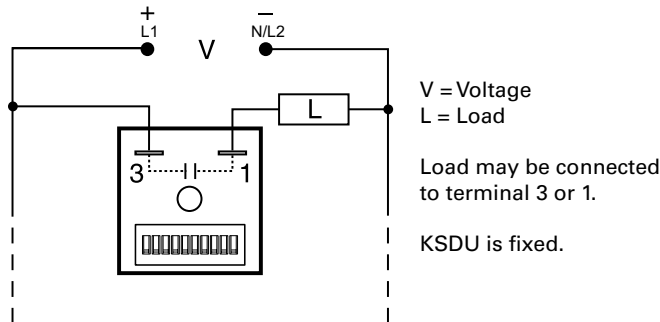 + −
L1 V N/L2
L
3 1
V = Voltage
L = Load
Load may be connected
to terminal 3 or 1.
KSDU is fixed.